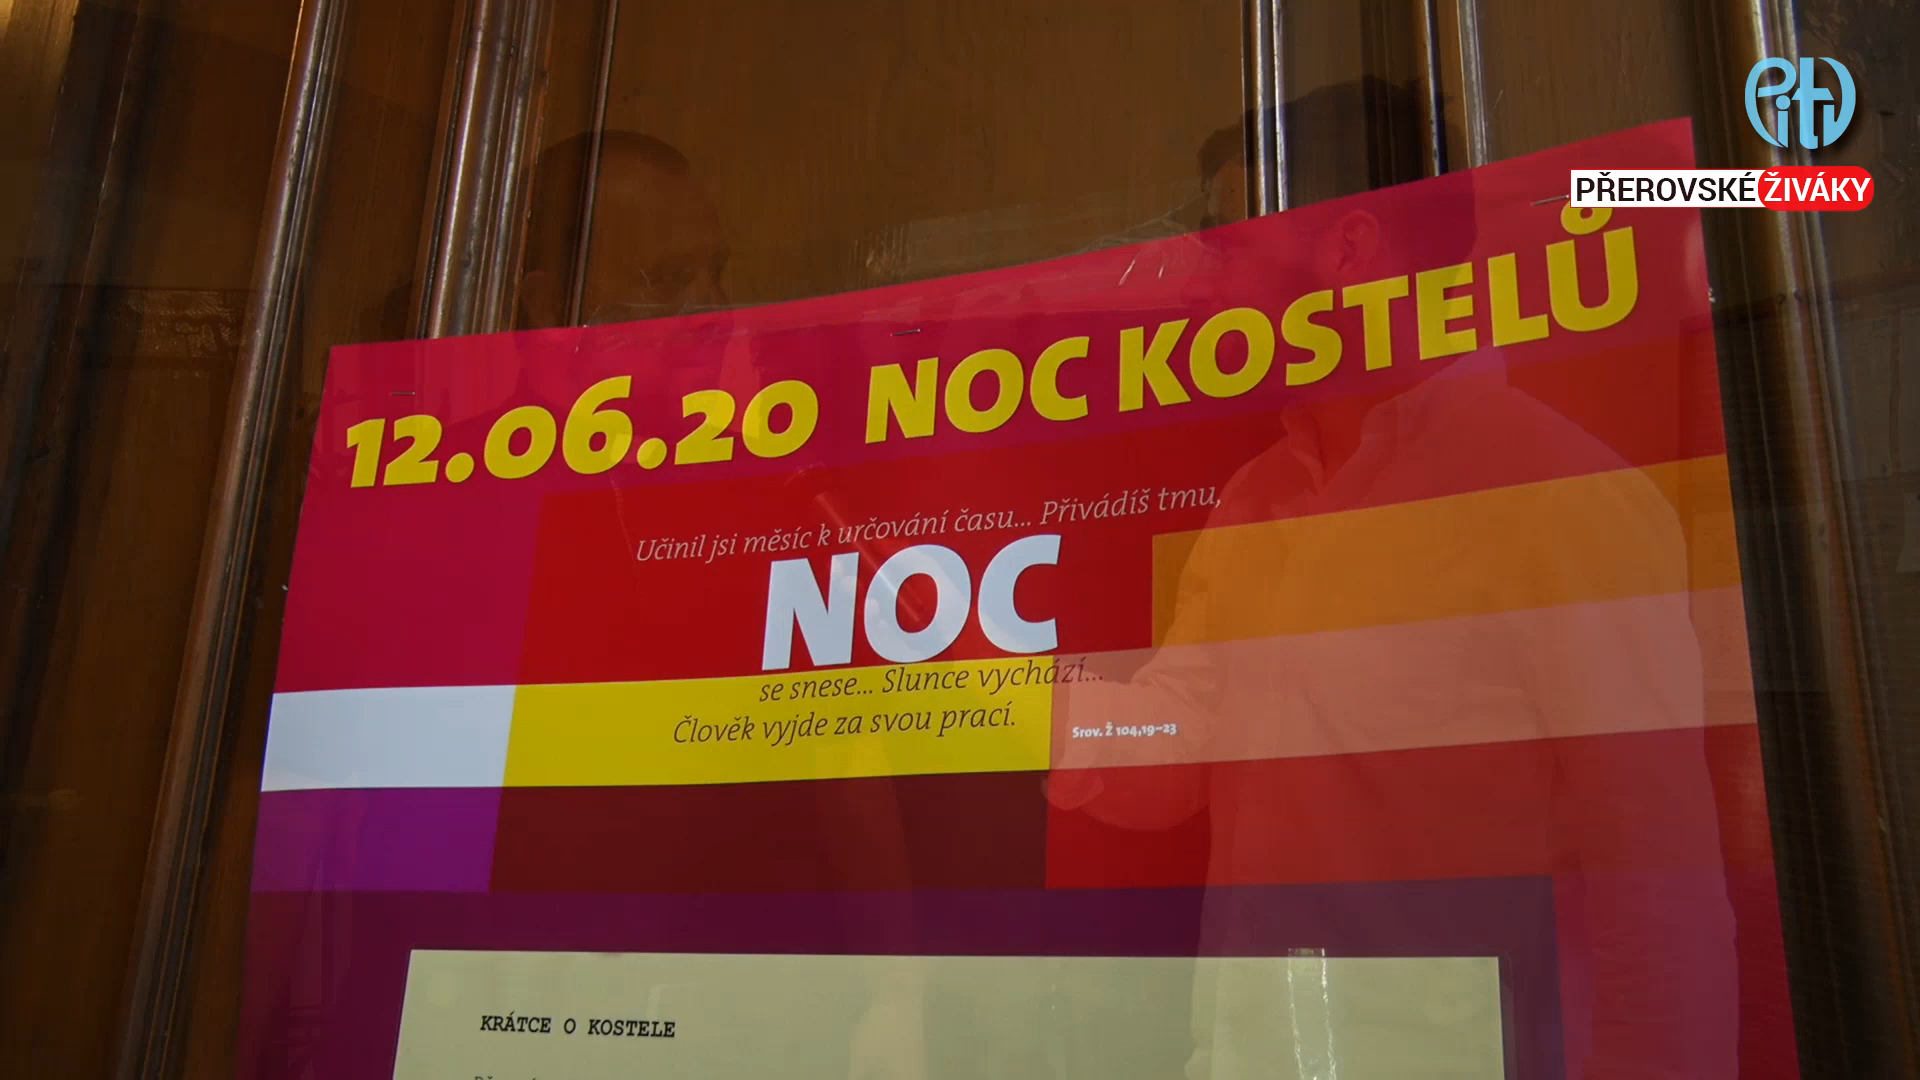 Pitv
PŘEROVSKÉ ŽIVÁKY
12.06.20 NOC KOSTELŮ
Učinil jsi měsíc k určování času... Přivádíš tmu,
NOC
se snese... Slunce vychází...
Člověk vyjde za svou prací.
Srov. Ž 104,19–23
KRÁTCE O KOSTELE